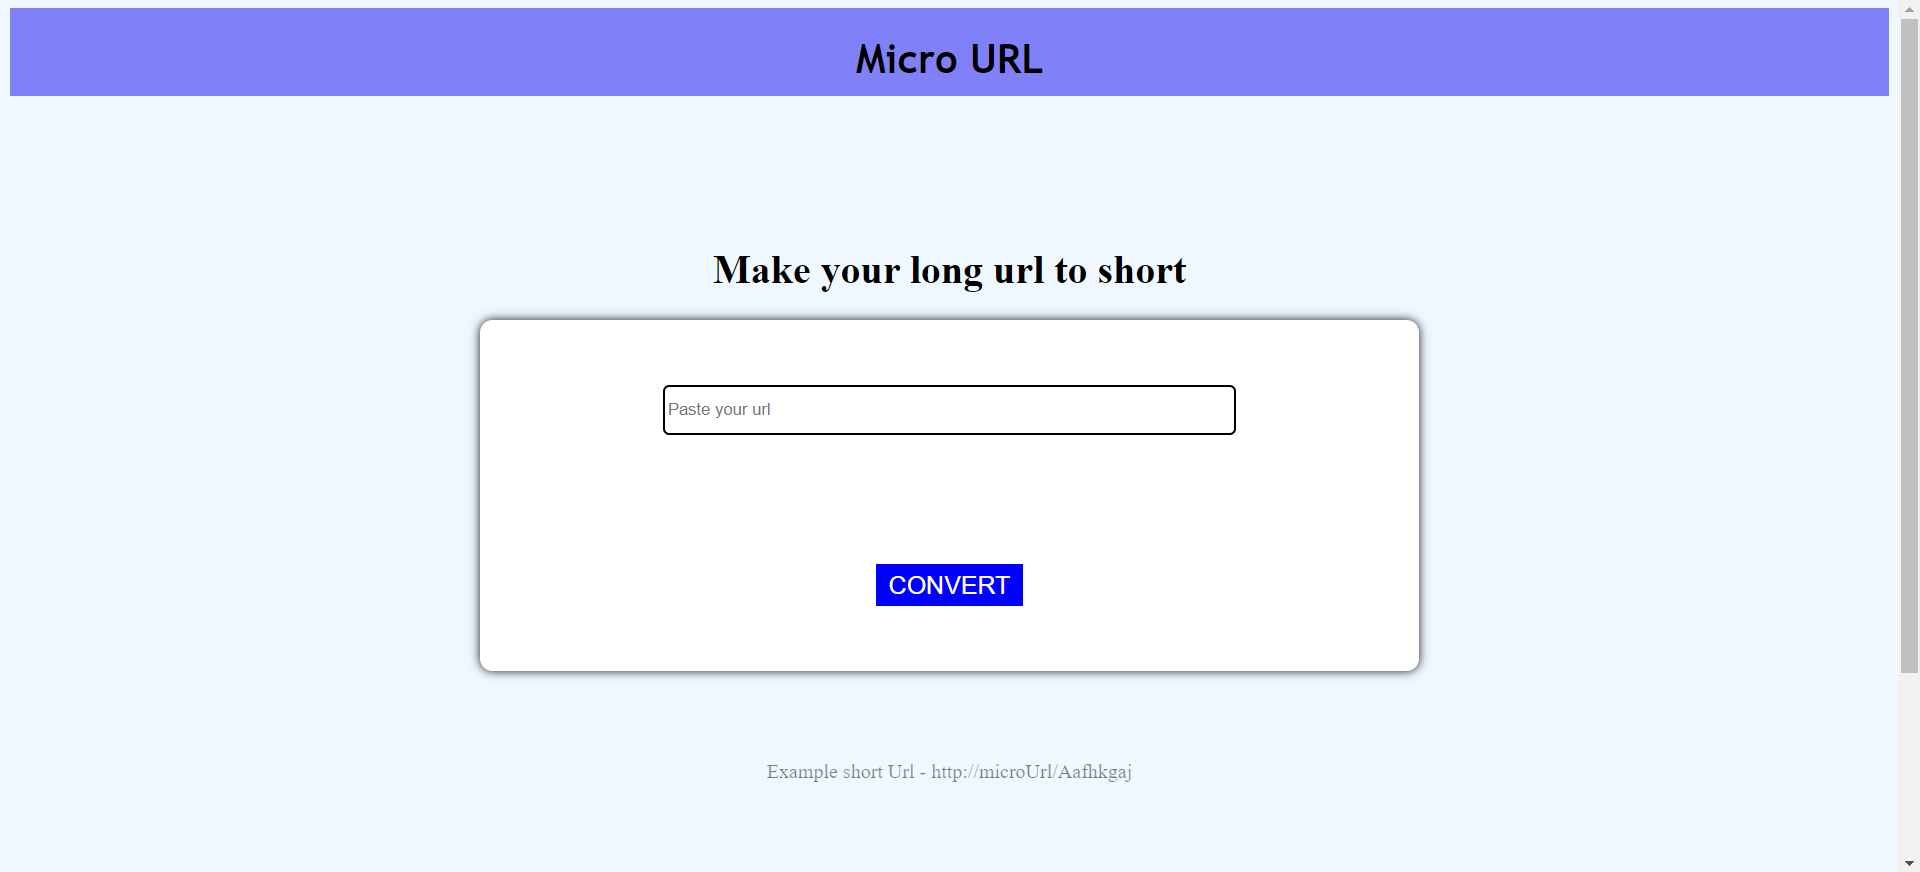 Micro URL
Make your long url to short
Paste your url
CONVERT
Example short Url - http://microUrl/Aafhkgaj